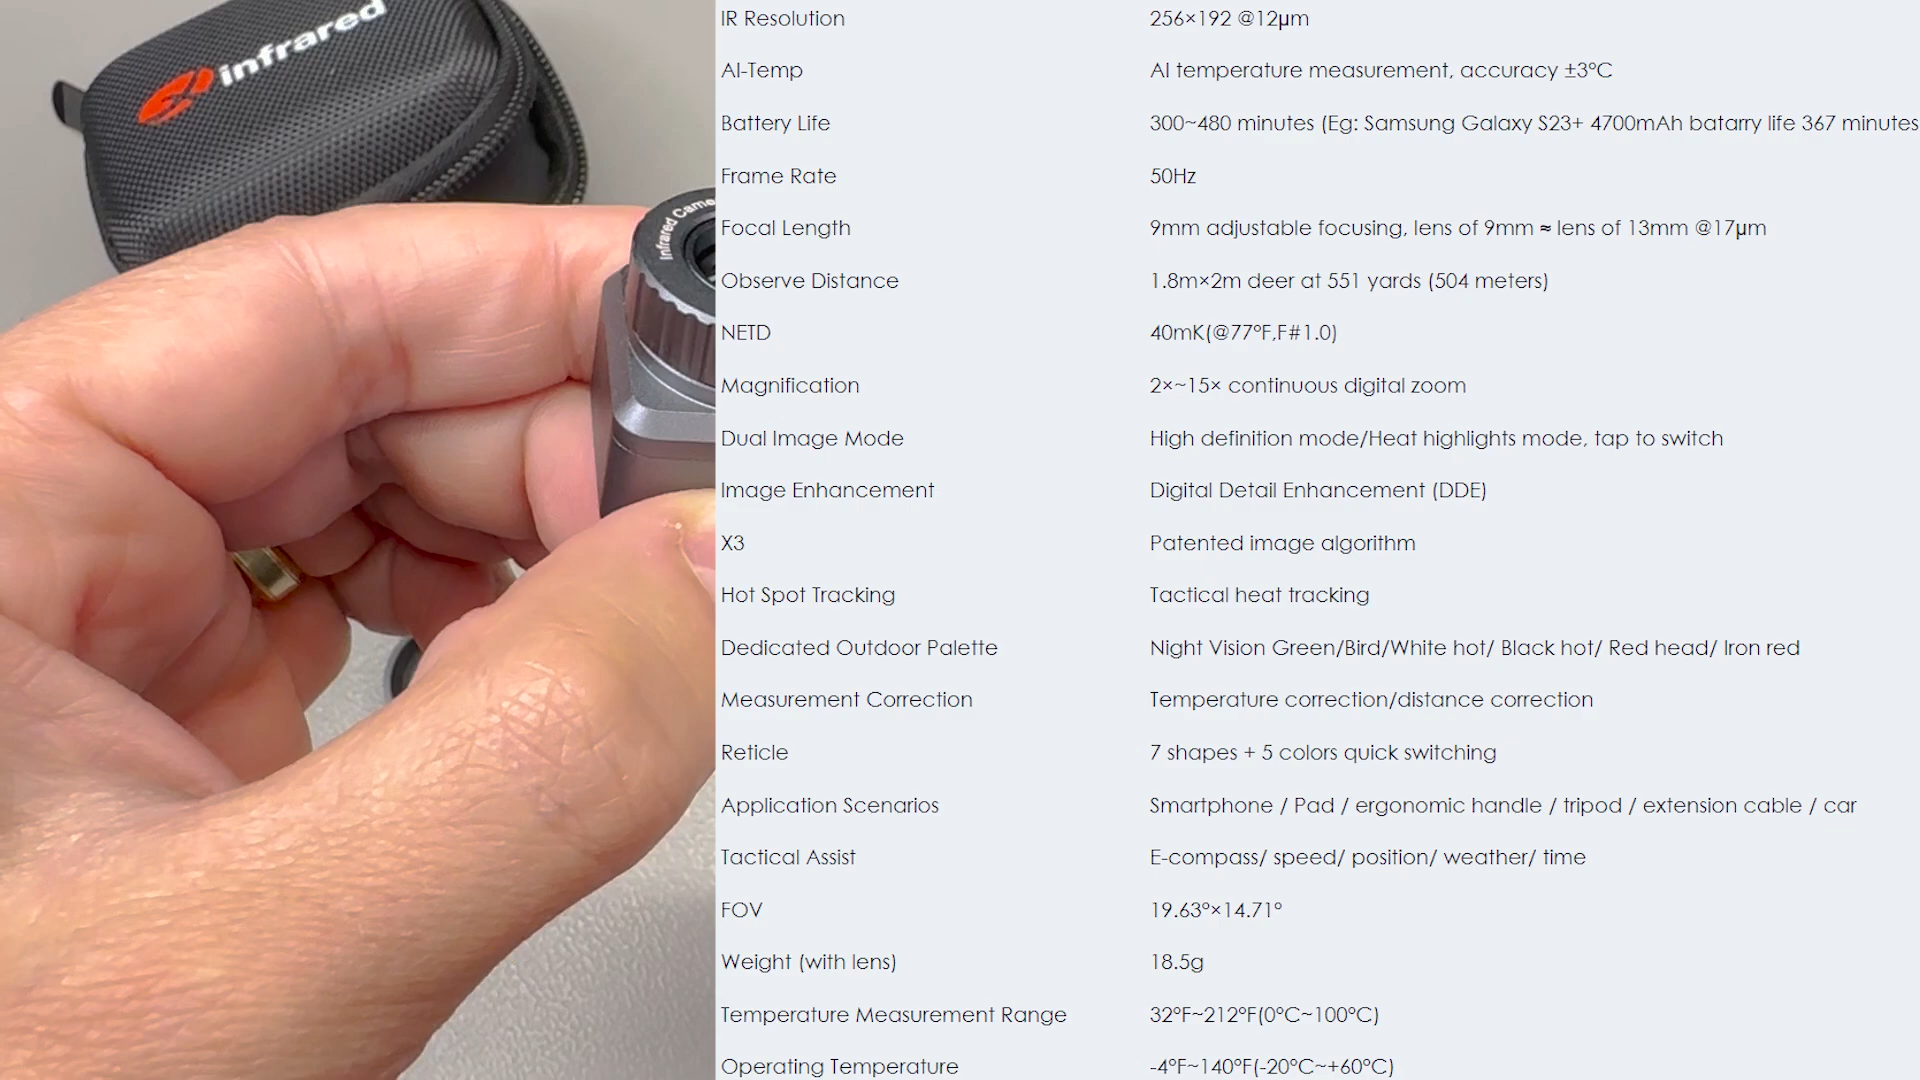 infrared
Infrared Came
IR Resolution 256×192 @12μm
AI-Temp AI temperature measurement, accuracy ±3°C
Battery Life 300~480 minutes (Eg: Samsung Galaxy S23+ 4700mAh batarry life 367 minutes
Frame Rate 50Hz
Focal Length 9mm adjustable focusing, lens of 9mm ≈ lens of 13mm @17μm
Observe Distance 1.8m×2m deer at 551 yards (504 meters)
NETD 40mK(@77°F,F#1.0)
Magnification 2×~15× continuous digital zoom
Dual Image Mode High definition mode/Heat highlights mode, tap to switch
Image Enhancement Digital Detail Enhancement (DDE)
X3 Patented image algorithm
Hot Spot Tracking Tactical heat tracking
Dedicated Outdoor Palette Night Vision Green/Bird/White hot/ Black hot/ Red head/ Iron red
Measurement Correction Temperature correction/distance correction
Reticle 7 shapes + 5 colors quick switching
Application Scenarios Smartphone / Pad / ergonomic handle / tripod / extension cable / car
Tactical Assist E-compass/ speed/ position/ weather/ time
FOV 19.63°×14.71°
Weight (with lens) 18.5g
Temperature Measurement Range 32°F~212°F(0°C~100°C)
Operating Temperature -4°F~140°F(-20°C~+60°C)